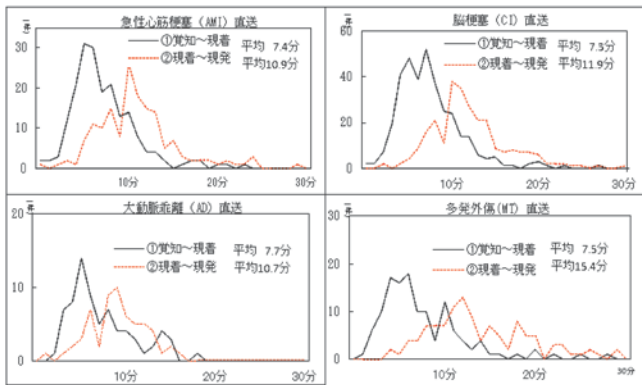 急性心筋梗塞(AMI)直送
件
30
20
10
0
①覚知～現着 平均 7.4分
②現着～現発 平均10.9分
10分
20分
30分
脳梗塞(CI)直送
件
60
40
20
0
①覚知～現着 平均 7.3分
②現着～現発 平均11.9分
10分
20分
30分
大動脈乖離(AD)直送
件
20
10
0
①覚知～現着 平均 7.7分
②現着～現発 平均10.7分
10分
20分
30分
多発外傷(MT)直送
件
30
20
10
0
①覚知～現着 平均 7.5分
②現着～現発 平均15.4分
10分
20分
30分